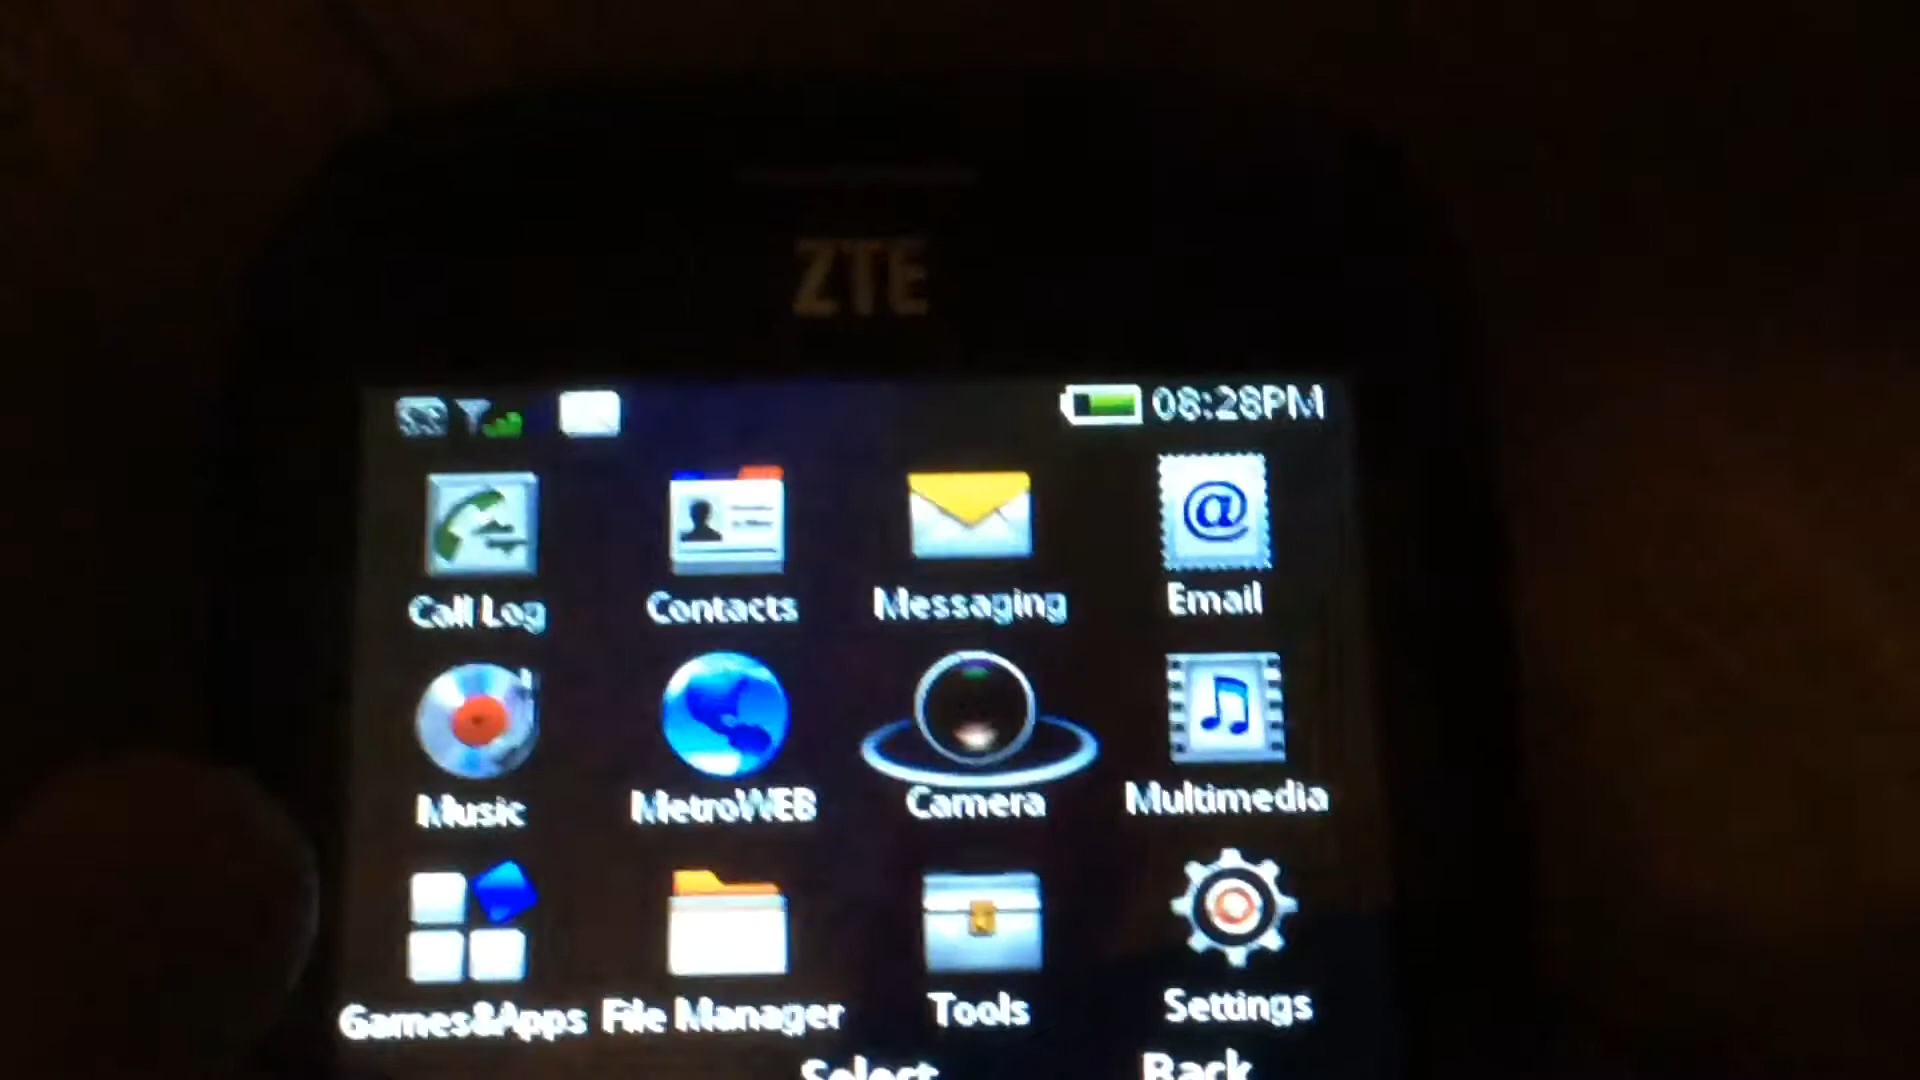 ZTE
08:28PM
Call Log
Contacts
Messaging
@
Email
Music
MetroWEB
Camera
Multimedia
Games&Apps
File Manager
Tools
Settings
Select
Back